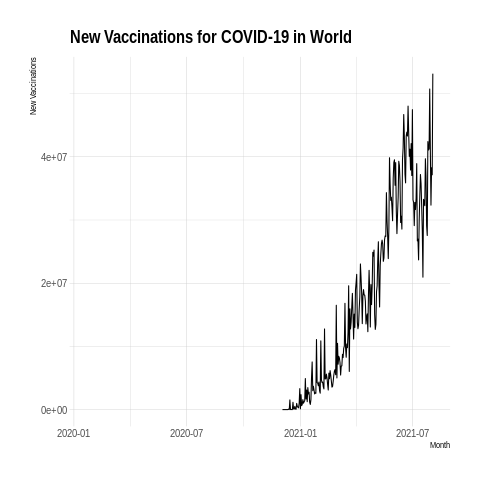 New Vaccinations for COVID-19 in World
New Vaccinations
4e+07
2e+07
0e+00
2020-01 2020-07 2021-01 2021-07
Month